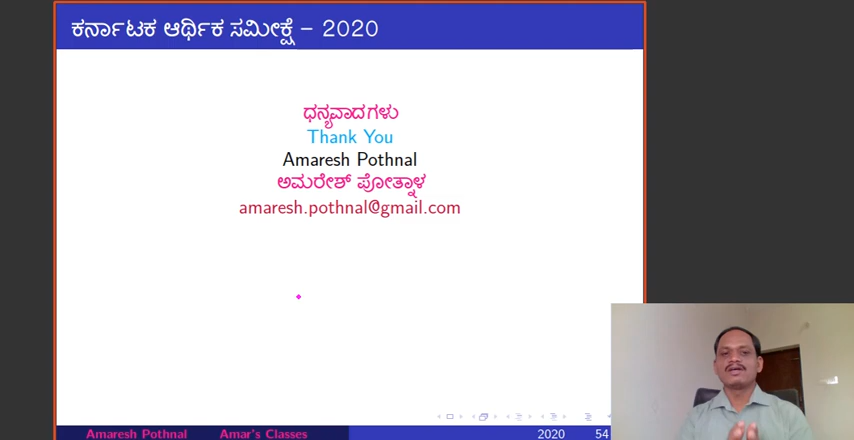 ಕರ್ನಾಟಕ ಆರ್ಥಿಕ ಸಮೀಕ್ಷೆ – 2020
ಧನ್ಯವಾದಗಳು
Thank You
Amaresh Pothnal
ಅಮರೇಶ್ ಪೋತ್ನಾಳ
amaresh.pothnal@gmail.com
Amaresh Pothnal Amar's Classes 2020 54